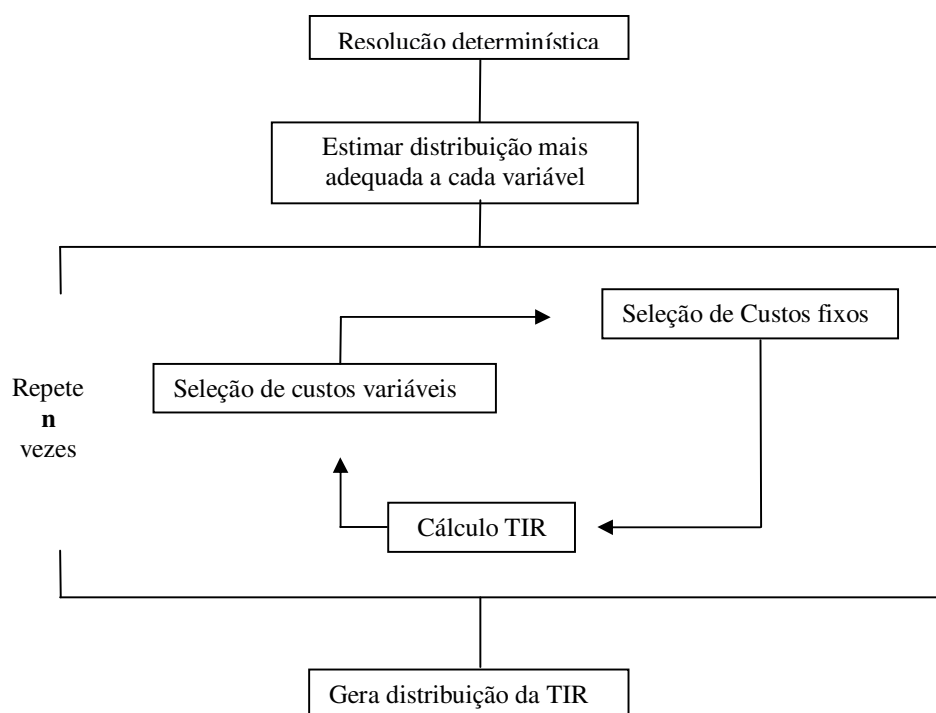 Resolução determinística
Estimar distribuição mais
adequada a cada variável
Seleção de Custos fixos
Seleção de custos variáveis
Repete
n
vezes
Cálculo TIR
Gera distribuição da TIR